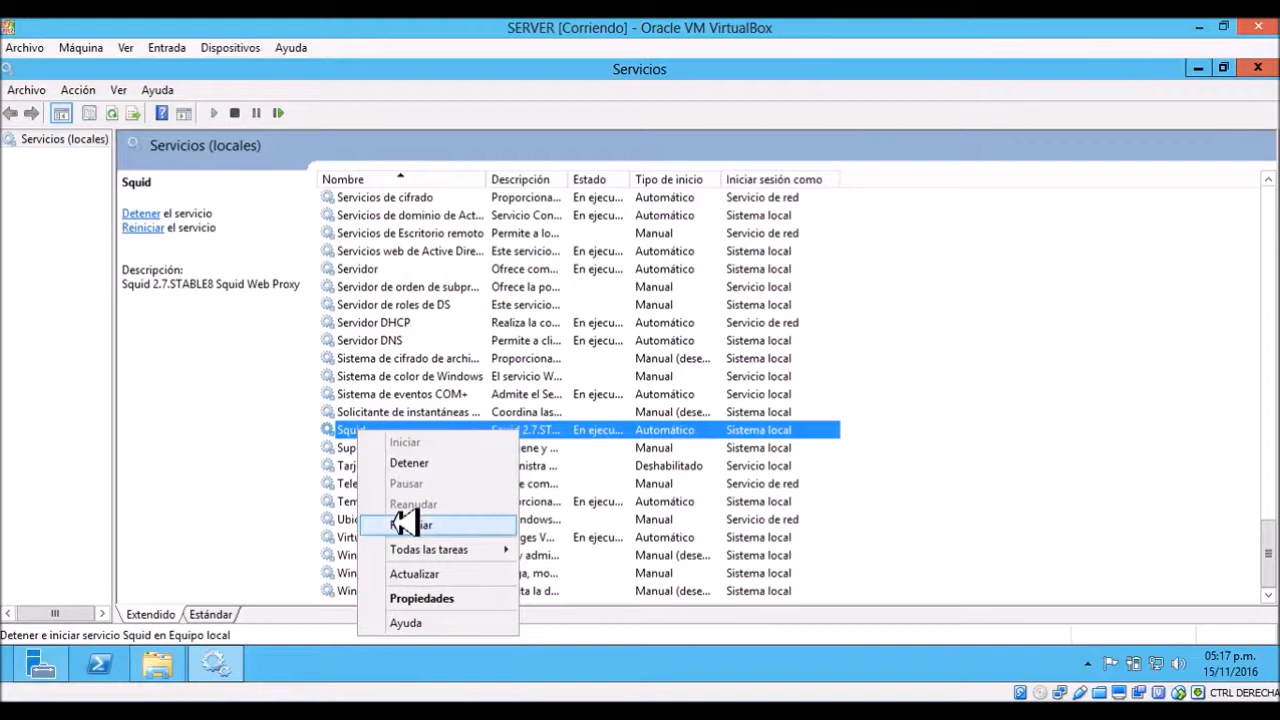 SERVER [Corriendo] - Oracle VM VirtualBox
Archivo Máquina Ver Entrada Dispositivos Ayuda
Servicios
Archivo Acción Ver Ayuda
Servicios (locales)
Servicios (locales)
Squid
Detener el servicio
Reiniciar el servicio
Descripción:
Squid 2.7.STABLE8 Squid Web Proxy
Nombre Descripción Estado Tipo de inicio Iniciar sesión como
Servicios de cifrado Proporciona... En ejecu... Automático Servicio de red
Servicios de dominio de Act... Servicio Con... En ejecu... Automático Sistema local
Servicios de Escritorio remoto Permite a lo... Manual Servicio de red
Servicios web de Active Dire... Este servicio... En ejecu... Automático Sistema local
Servidor Ofrece com... En ejecu... Automático Sistema local
Servidor de orden de subpr... Ofrece la po... Manual Sistema local
Servidor de roles de DS Este servicio... Manual Sistema local
Servidor DHCP Realiza la co... En ejecu... Automático Servicio de red
Servidor DNS Permite a cli... En ejecu... Automático Sistema local
Sistema de cifrado de archi... Proporciona... Manual (dese... Sistema local
Sistema de color de Windows El servicio W... Manual Servicio local
Sistema de eventos COM+ Admite el Se... En ejecu... Automático Servicio local
Solicitante de instantáneas ... Coordina las... Manual (dese... Sistema local
Squid Squid 2.7.ST... En ejecu... Automático Sistema local
Manual Sistema local
Deshabilitado Servicio local
Manual Servicio de red
En ejecu... Automático Sistema local
Manual Sistema local
En ejecu... Automático Sistema local
Manual (dese... Sistema local
Manual (dese... Sistema local
Manual (dese... Sistema local
Iniciar
Detener
Pausar
Reanudar
Todas las tareas
Actualizar
Propiedades
Ayuda
Extendido Estándar
Detener e iniciar servicio Squid en Equipo local
05:17 p.m.
15/11/2016
CTRL DERECHA